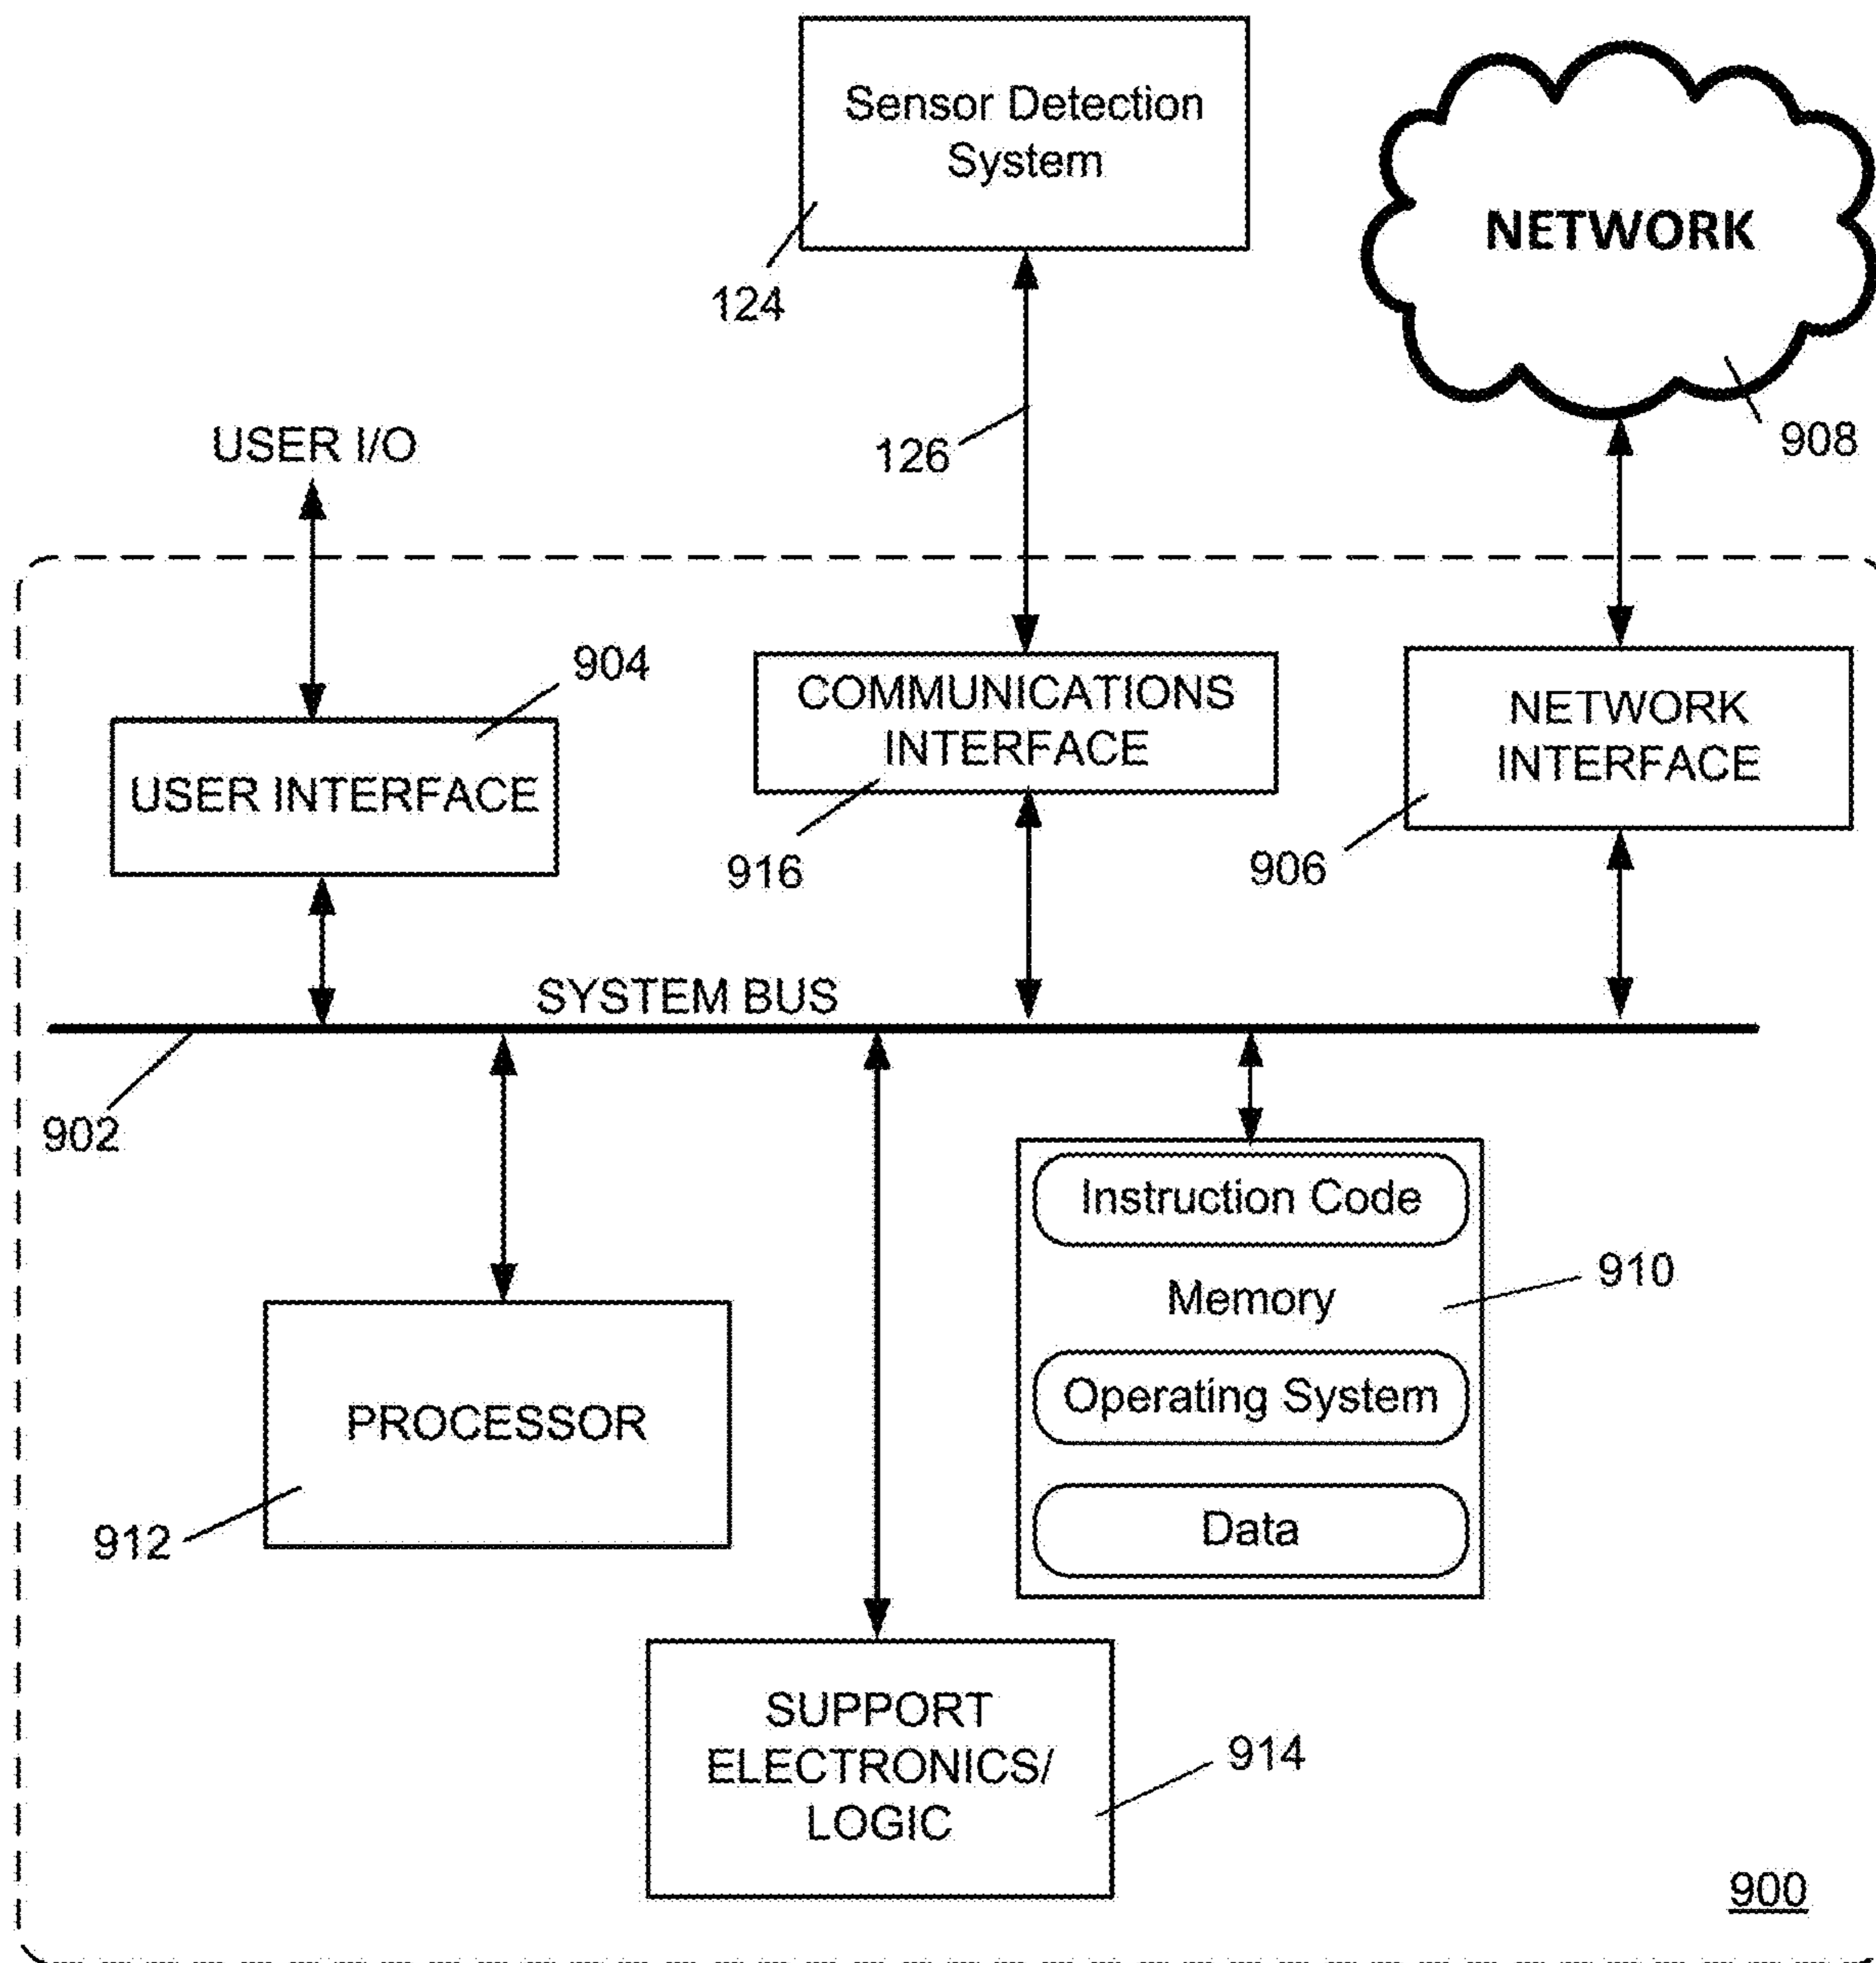 Sensor Detection
System
NETWORK
124
126
908
USER I/O
904
COMMUNICATIONS
INTERFACE
NETWORK
INTERFACE
USER INTERFACE
916
906
SYSTEM BUS
902
Instruction Code
910
Memory
Operating System
PROCESSOR
Data
912
SUPPORT
ELECTRONICS/
LOGIC
914
900